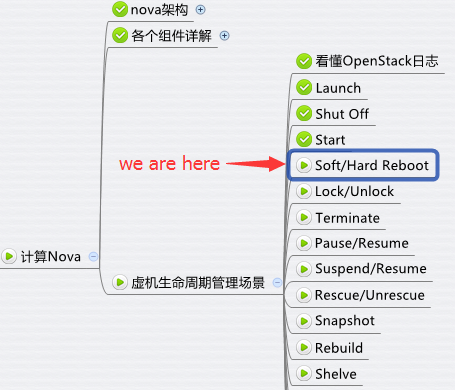 nova架构
各个组件详解
看懂OpenStack日志
Launch
Shut Off
Start
we are here
Soft/Hard Reboot
Lock/Unlock
Terminate
Pause/Resume
计算Nova
虚机生命周期管理场景
Suspend/Resume
Rescue/Unrescue
Snapshot
Rebuild
Shelve